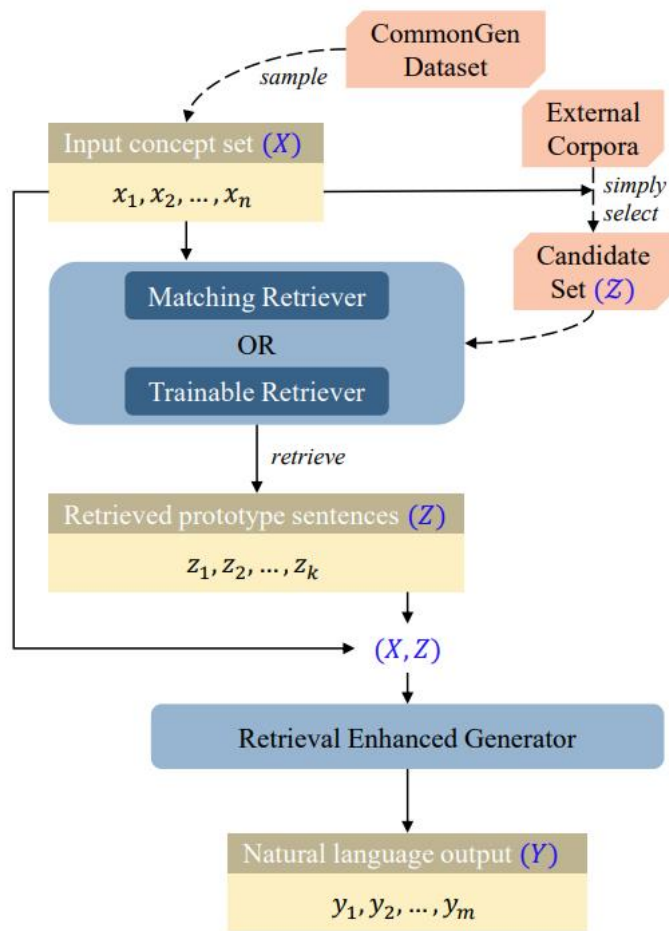 CommonGen
Dataset
sample
External
Corpora
Input concept set (X)
x₁, x₂, …, xₙ
simply
select
Candidate
Set (𝒵)
Matching Retriever
OR
Trainable Retriever
retrieve
Retrieved prototype sentences (Z)
z₁, z₂, …, zₖ
(X, Z)
Retrieval Enhanced Generator
Natural language output (Y)
y₁, y₂, …, yₘ